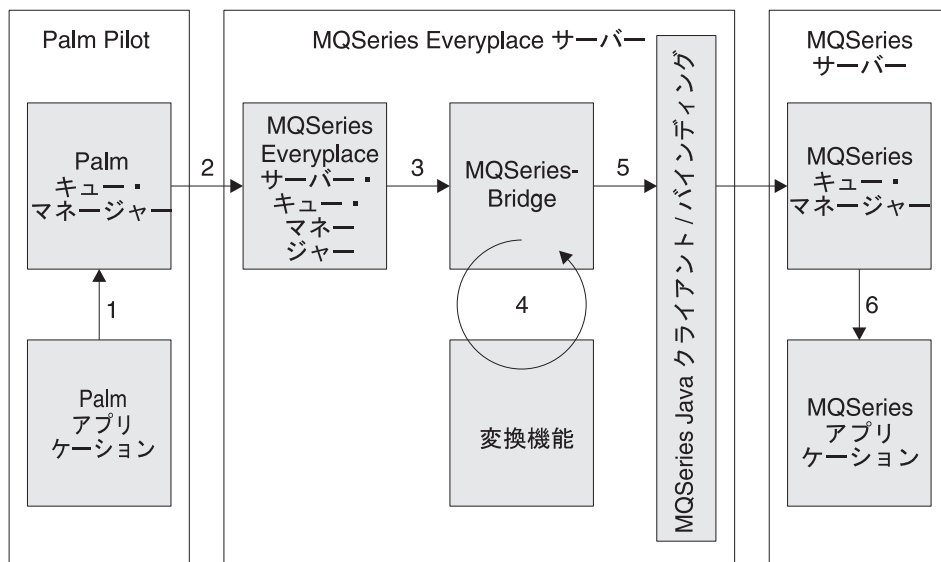 Palm Pilot
Palm
キュー・
マネージャー
1
Palm
アプリ
ケーション
2
MQSeries Everyplace サーバー
MQSeries
Everyplace
サーバー・
キュー・
マネー
ジャー
3
MQSeries-
Bridge
4
変換機能
5
MQSeries Java クライアント / バインディング
MQSeries
サーバー
MQSeries
キュー・
マネージャー
6
MQSeries
アプリ
ケーション